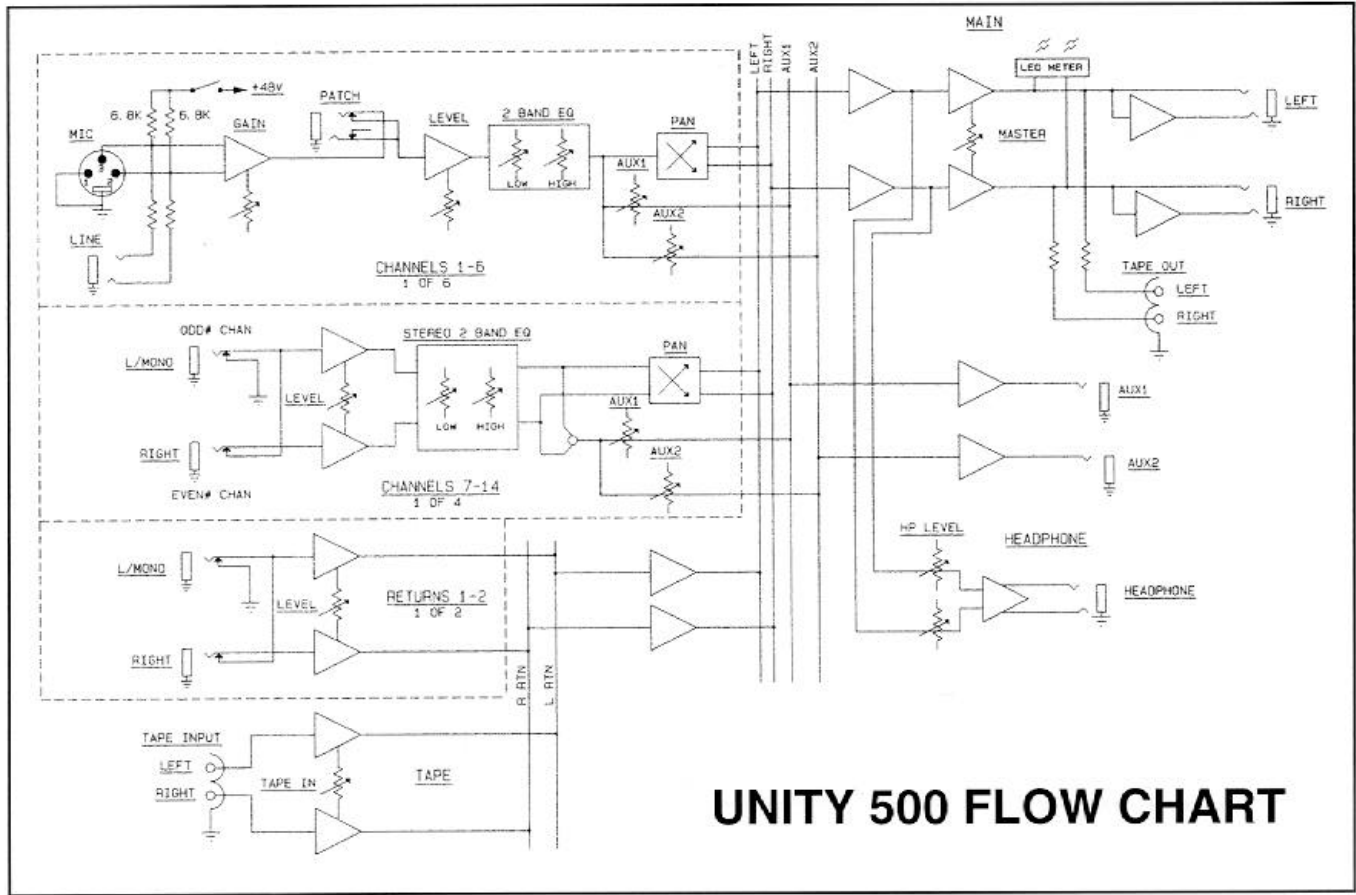 MAIN
LEFT
RIGHT
AUX1
AUX2
LED METER
+48V
6.8K
6.8K
PATCH
MIC
GAIN
LEVEL
2 BAND EQ
LOW
HIGH
PAN
AUX1
AUX2
LINE
CHANNELS 1-6
1 OF 6
MASTER
LEFT
RIGHT
TAPE OUT
LEFT
RIGHT
ODD# CHAN
L/MONO
LEVEL
RIGHT
EVEN# CHAN
STEREO 2 BAND EQ
LOW
HIGH
PAN
AUX1
AUX2
CHANNELS 7-14
1 OF 4
AUX1
AUX2
L/MONO
LEVEL
RIGHT
RETURNS 1-2
1 OF 2
R RTN
L RTN
HP LEVEL
HEADPHONE
HEADPHONE
TAPE INPUT
LEFT
RIGHT
TAPE IN
TAPE
UNITY 500 FLOW CHART